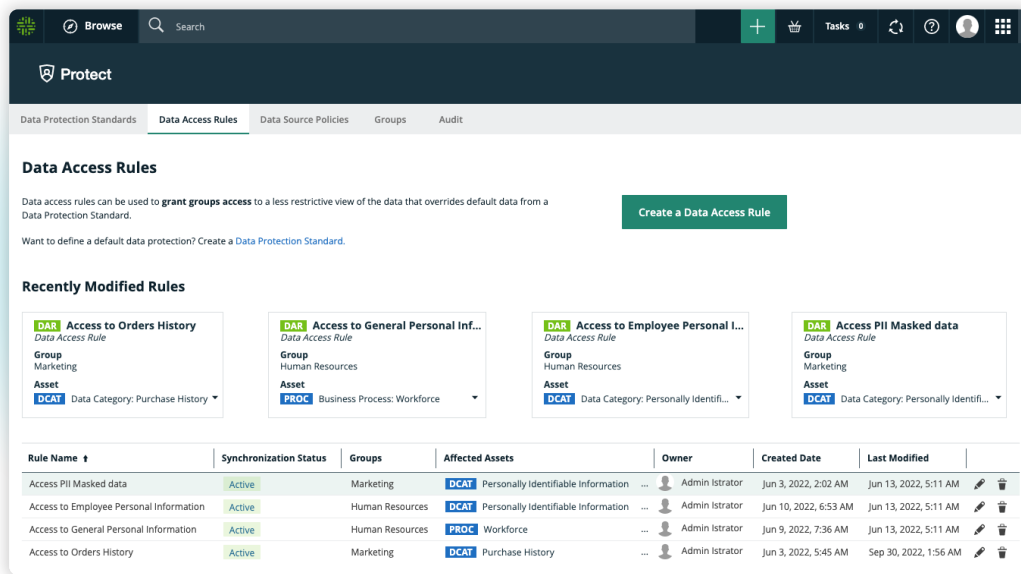 Browse
Search
Tasks 0
Protect
Data Protection Standards Data Access Rules Data Source Policies Groups Audit
Data Access Rules
Data access rules can be used to grant groups access to a less restrictive view of the data that overrides default data from a
Data Protection Standard.
Create a Data Access Rule
Want to define a default data protection? Create a Data Protection Standard.
Recently Modified Rules
DAR Access to Orders History
Data Access Rule
Group
Marketing
Asset
DCAT Data Category: Purchase History
DAR Access to General Personal Inf...
Data Access Rule
Group
Human Resources
Asset
PROC Business Process: Workforce
DAR Access to Employee Personal I...
Data Access Rule
Group
Human Resources
Asset
DCAT Data Category: Personally Identifi...
DAR Access PII Masked data
Data Access Rule
Group
Marketing
Asset
DCAT Data Category: Personally Identifi...
Rule Name Synchronization Status Groups Affected Assets Owner Created Date Last Modified
Access PII Masked data Active Marketing DCAT Personally Identifiable Information ... Admin Istrator Jun 3, 2022, 2:02 AM Jun 13, 2022, 5:11 AM
Access to Employee Personal Information Active Human Resources DCAT Personally Identifiable Information ... Admin Istrator Jun 10, 2022, 6:53 AM Jun 13, 2022, 5:11 AM
Access to General Personal Information Active Human Resources PROC Workforce ... Admin Istrator Jun 9, 2022, 7:36 AM Jun 13, 2022, 5:11 AM
Access to Orders History Active Marketing DCAT Purchase History ... Admin Istrator Jun 3, 2022, 5:45 AM Sep 30, 2022, 1:56 AM